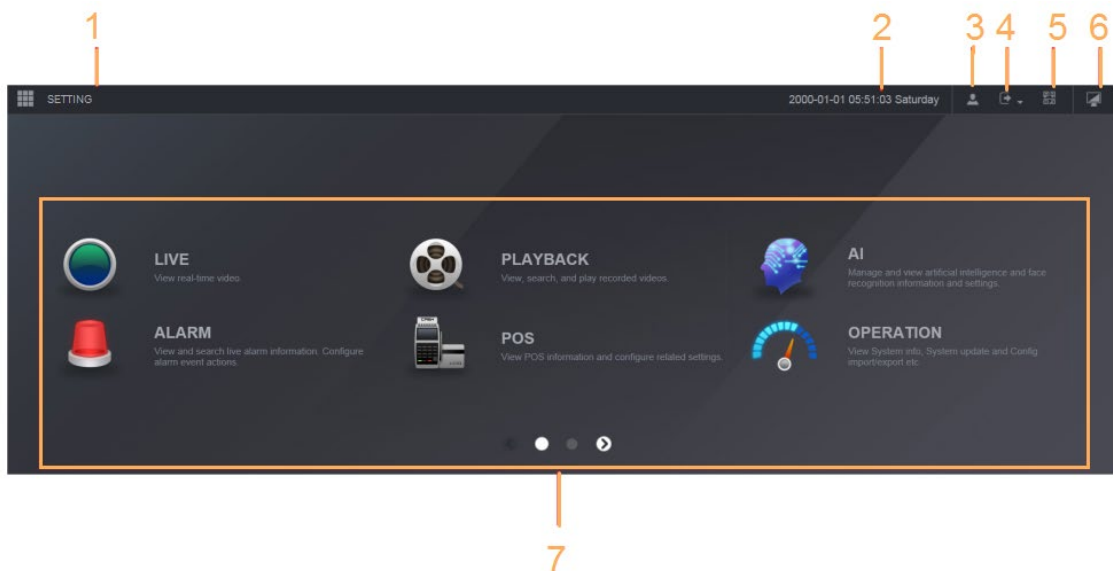 1 2 3 4 5 6
SETTING 2000-01-01 05:51:03 Saturday
LIVE
View real-time video.
PLAYBACK
View, search, and play recorded videos.
AI
Manage and view artificial intelligence and face
recognition information and settings.
ALARM
View and search live alarm information. Configure
alarm event actions.
POS
View POS information and configure related settings.
OPERATION
View System info, System update and Config
import/export etc.
7